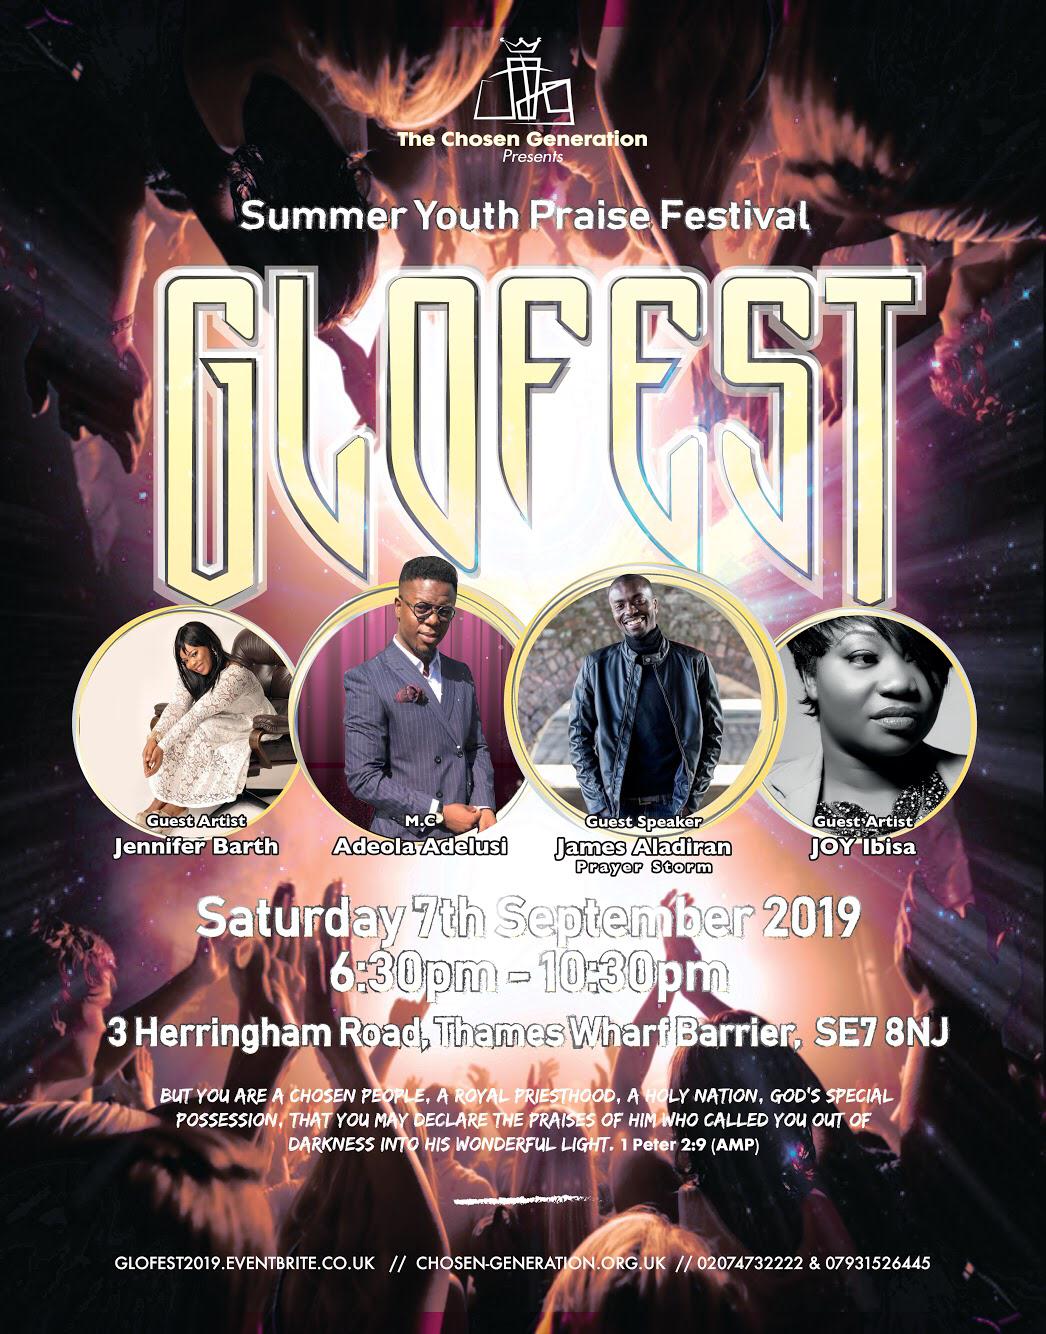 The Chosen Generation
Presents
Summer Youth Praise Festival
GLOFEST
Guest Artist
Jennifer Barth
M.C
Adeola Adelusi
Guest Speaker
James Aladiran
Prayer Storm
Guest Artist
JOY Ibisa
Saturday 7th September 2019
6:30pm - 10:30pm
3 Herringham Road, Thames Wharf Barrier, SE7 8NJ
BUT YOU ARE A CHOSEN PEOPLE, A ROYAL PRIESTHOOD, A HOLY NATION, GOD'S SPECIAL
POSSESSION, THAT YOU MAY DECLARE THE PRAISES OF HIM WHO CALLED YOU OUT OF
DARKNESS INTO HIS WONDERFUL LIGHT. 1 Peter 2:9 (AMP)
GLOFEST2019.EVENTBRITE.CO.UK // CHOSEN-GENERATION.ORG.UK // 02074732222 & 07931526445